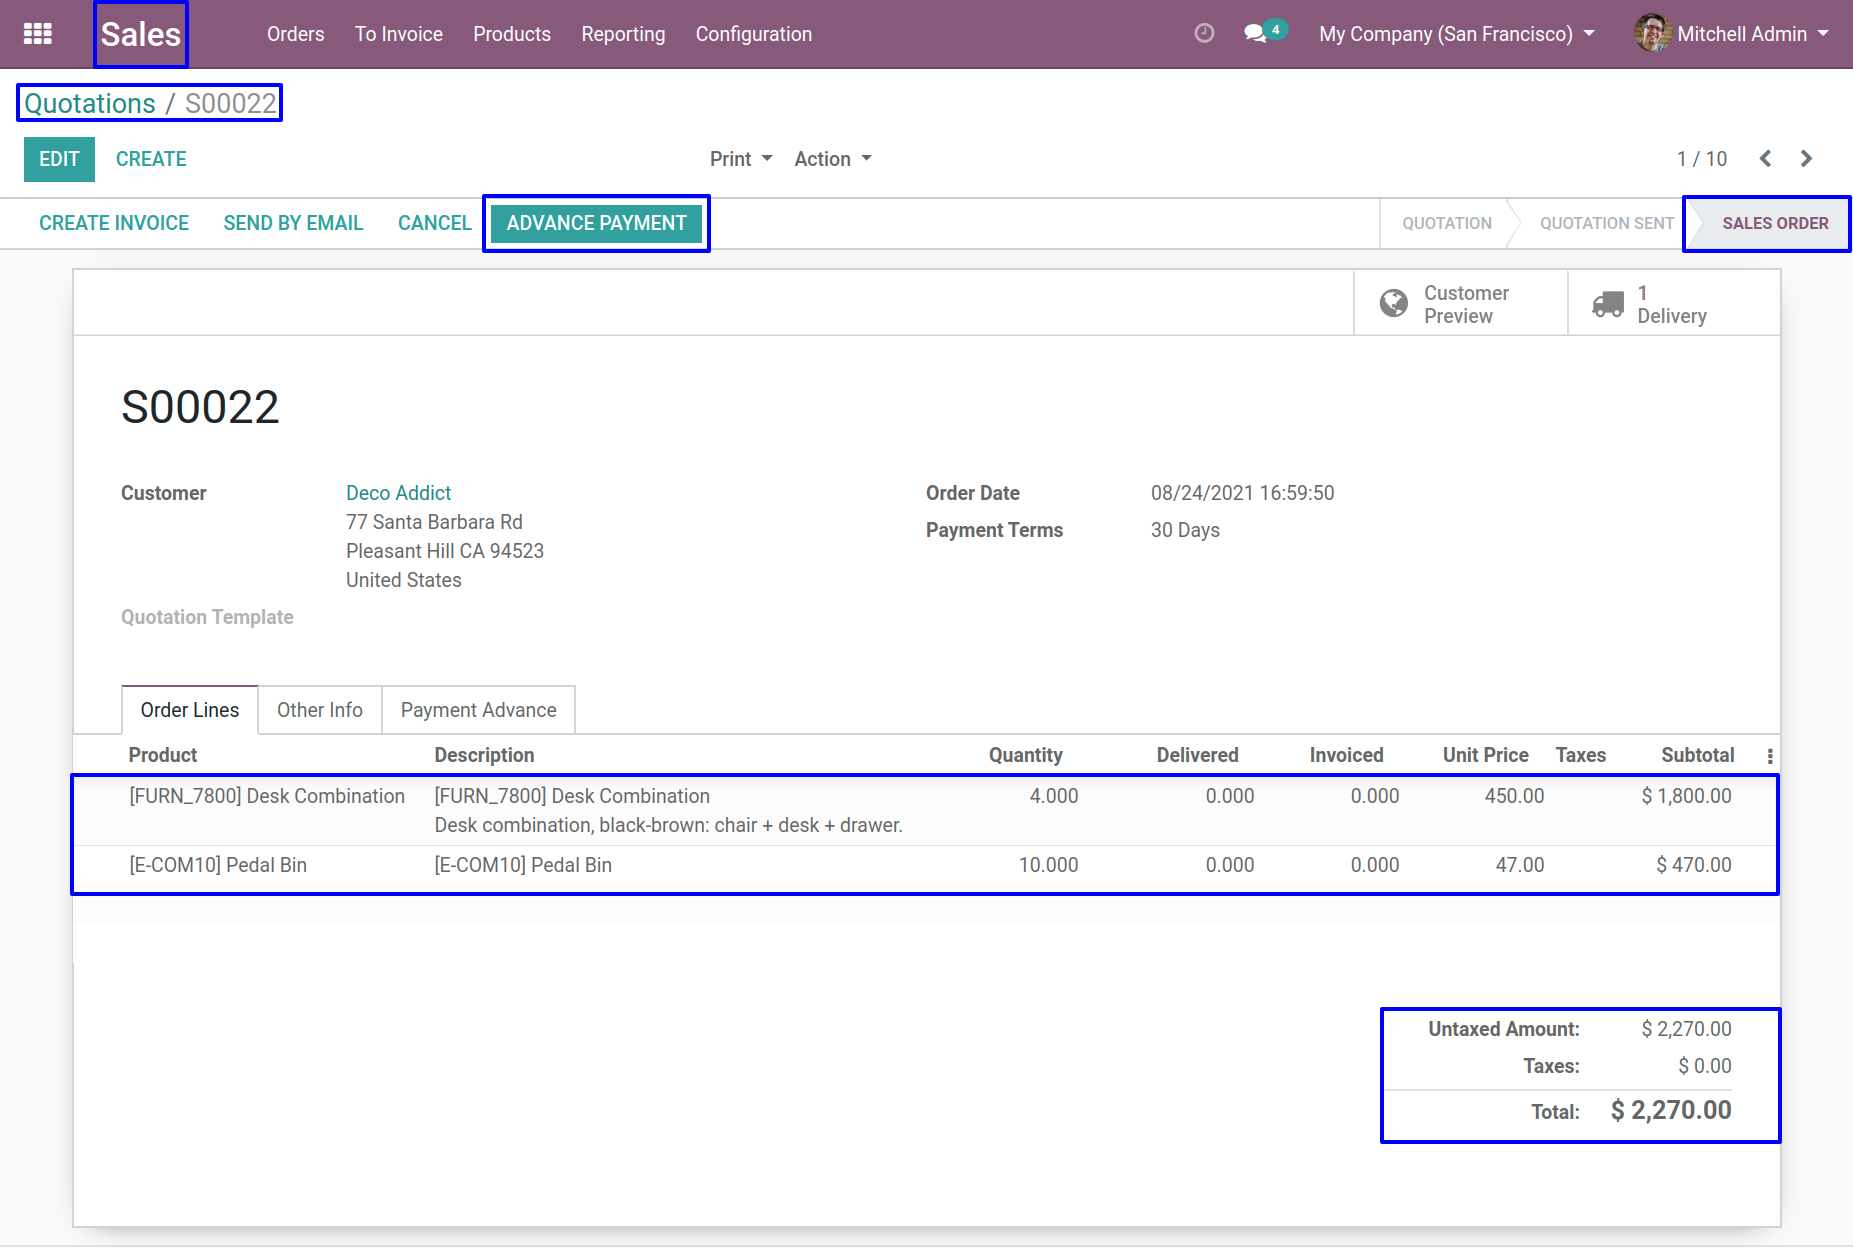 Sales Orders To Invoice Products Reporting Configuration 4 My Company (San Francisco) Mitchell Admin
Quotations / S00022
EDIT CREATE Print Action 1 / 10
CREATE INVOICE SEND BY EMAIL CANCEL ADVANCE PAYMENT QUOTATION QUOTATION SENT SALES ORDER
Customer
Preview
1
Delivery
S00022
Customer Deco Addict
77 Santa Barbara Rd
Pleasant Hill CA 94523
United States
Quotation Template
Order Date 08/24/2021 16:59:50
Payment Terms 30 Days
Order Lines Other Info Payment Advance
Product Description Quantity Delivered Invoiced Unit Price Taxes Subtotal
[FURN_7800] Desk Combination [FURN_7800] Desk Combination 4.000 0.000 0.000 450.00 $ 1,800.00
Desk combination, black-brown: chair + desk + drawer.
[E-COM10] Pedal Bin [E-COM10] Pedal Bin 10.000 0.000 0.000 47.00 $ 470.00
Untaxed Amount: $ 2,270.00
Taxes: $ 0.00
Total: $ 2,270.00